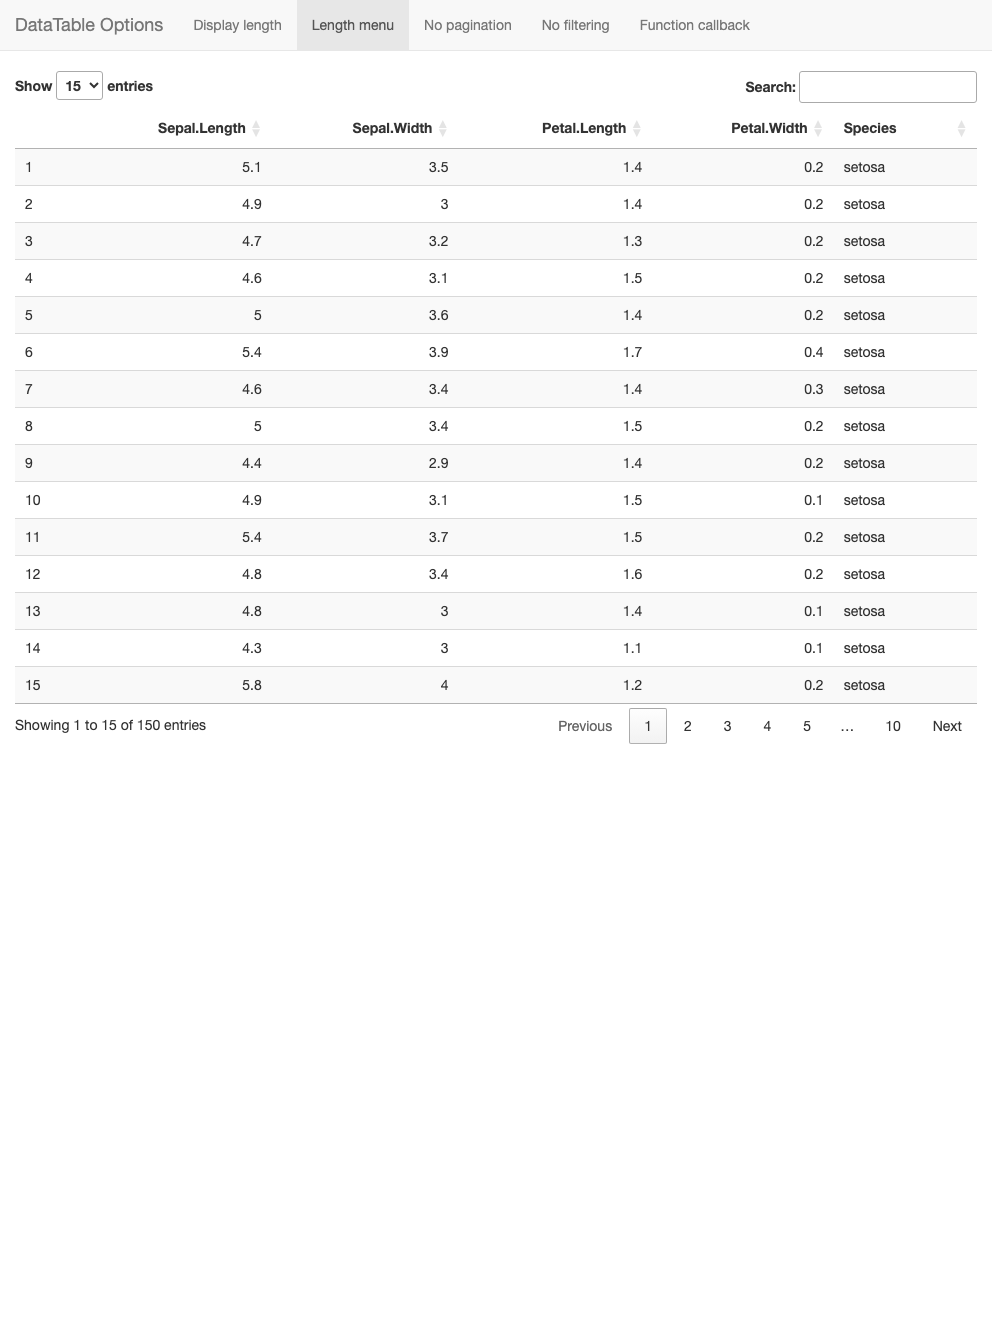 DataTable Options Display length Length menu No pagination No filtering Function callback
Show 15 entries Search:
Sepal.Length Sepal.Width Petal.Length Petal.Width Species
1 5.1 3.5 1.4 0.2 setosa
2 4.9 3 1.4 0.2 setosa
3 4.7 3.2 1.3 0.2 setosa
4 4.6 3.1 1.5 0.2 setosa
5 5 3.6 1.4 0.2 setosa
6 5.4 3.9 1.7 0.4 setosa
7 4.6 3.4 1.4 0.3 setosa
8 5 3.4 1.5 0.2 setosa
9 4.4 2.9 1.4 0.2 setosa
10 4.9 3.1 1.5 0.1 setosa
11 5.4 3.7 1.5 0.2 setosa
12 4.8 3.4 1.6 0.2 setosa
13 4.8 3 1.4 0.1 setosa
14 4.3 3 1.1 0.1 setosa
15 5.8 4 1.2 0.2 setosa
Showing 1 to 15 of 150 entries Previous 1 2 3 4 5 … 10 Next